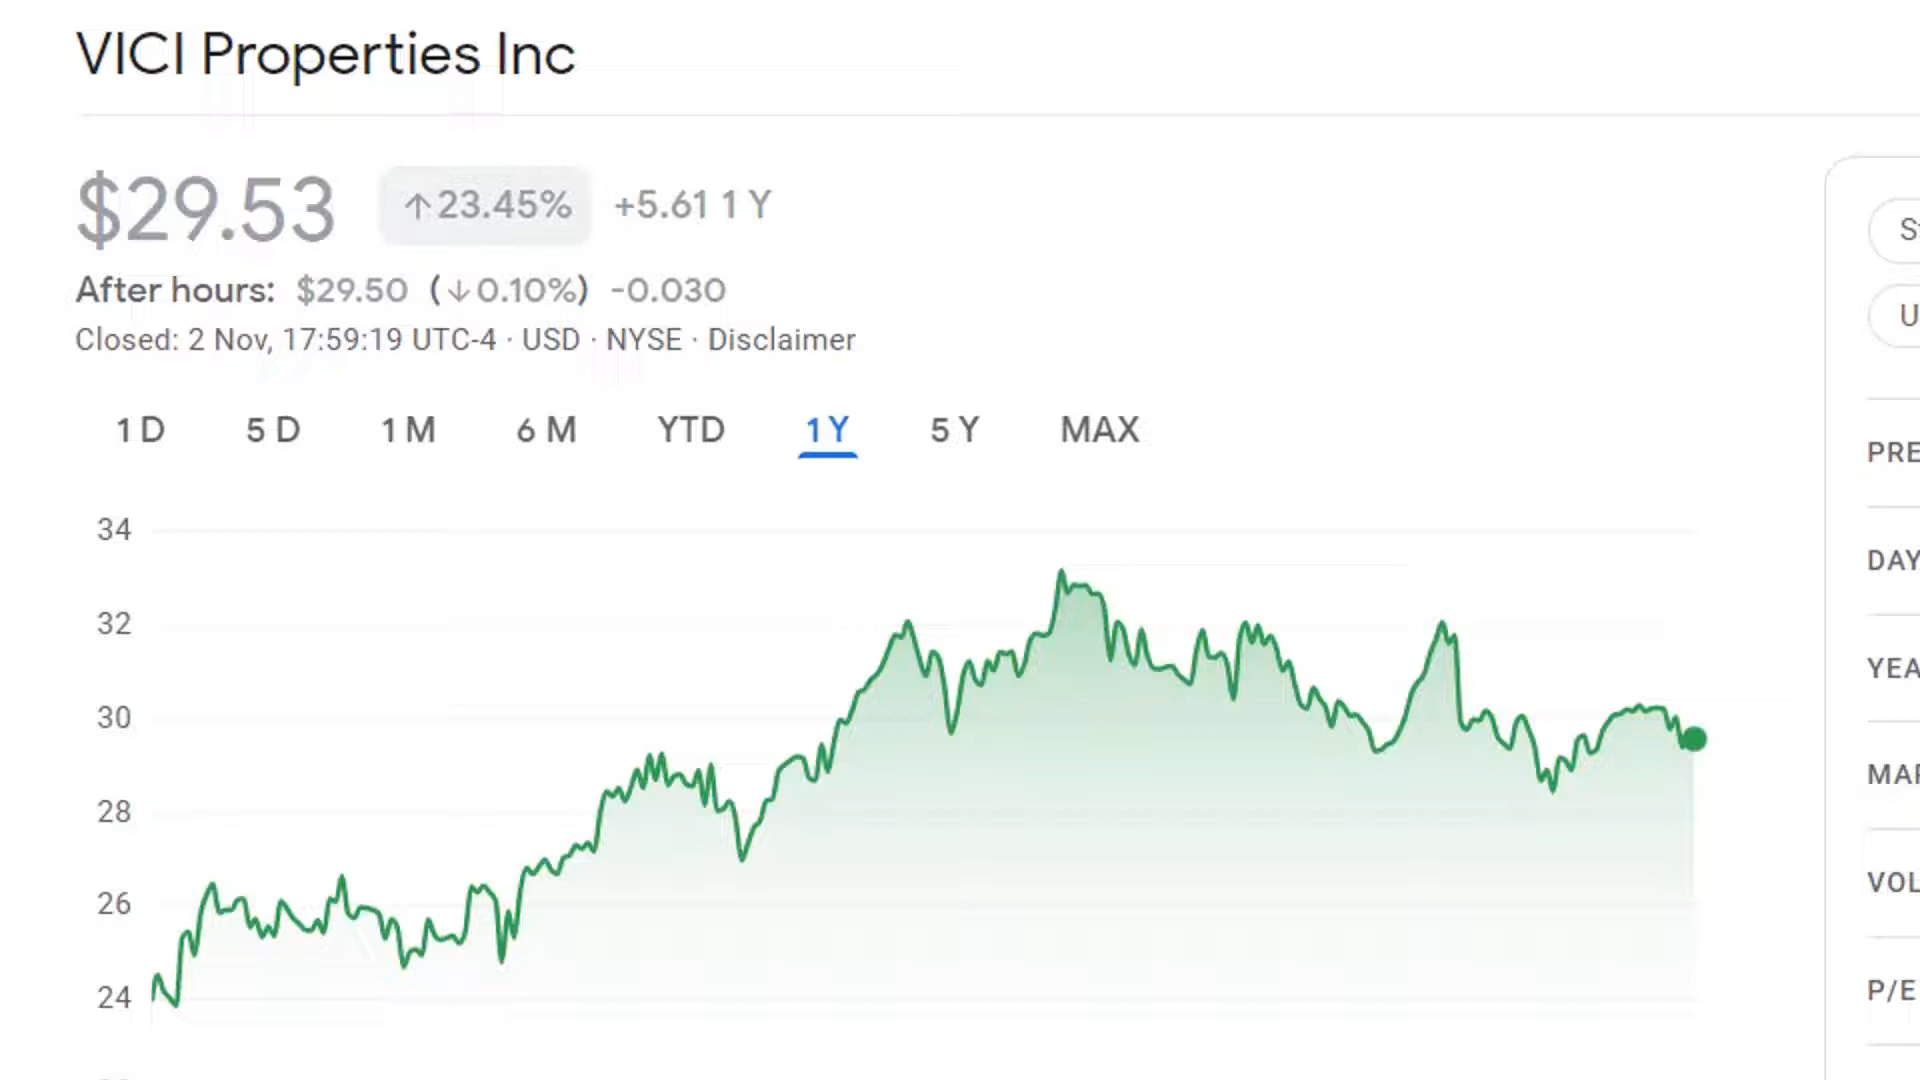 VICI Properties Inc
$29.53 ↑23.45% +5.61 1 Y
After hours: $29.50 (↓0.10%) -0.030
Closed: 2 Nov, 17:59:19 UTC-4 · USD · NYSE · Disclaimer
1 D 5 D 1 M 6 M YTD 1 Y 5 Y MAX
34
32
30
28
26
24
U
PRE
DAY
YEA
MAR
VOL
P/E